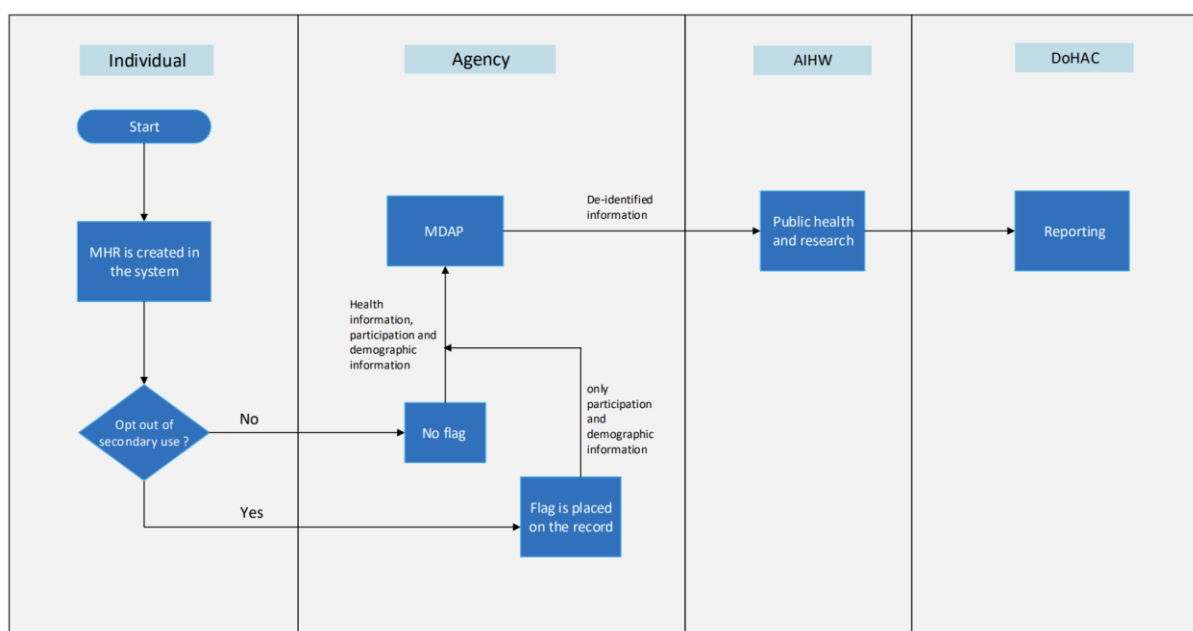 Individual
Agency
AIHW
DoHAC
Start
MHR is created in
the system
Opt out of
secondary use ?
No
Yes
No flag
Flag is placed
on the record
Health
information,
participation and
demographic
information
only
participation
and
demographic
information
MDAP
De-identified
information
Public health
and research
Reporting